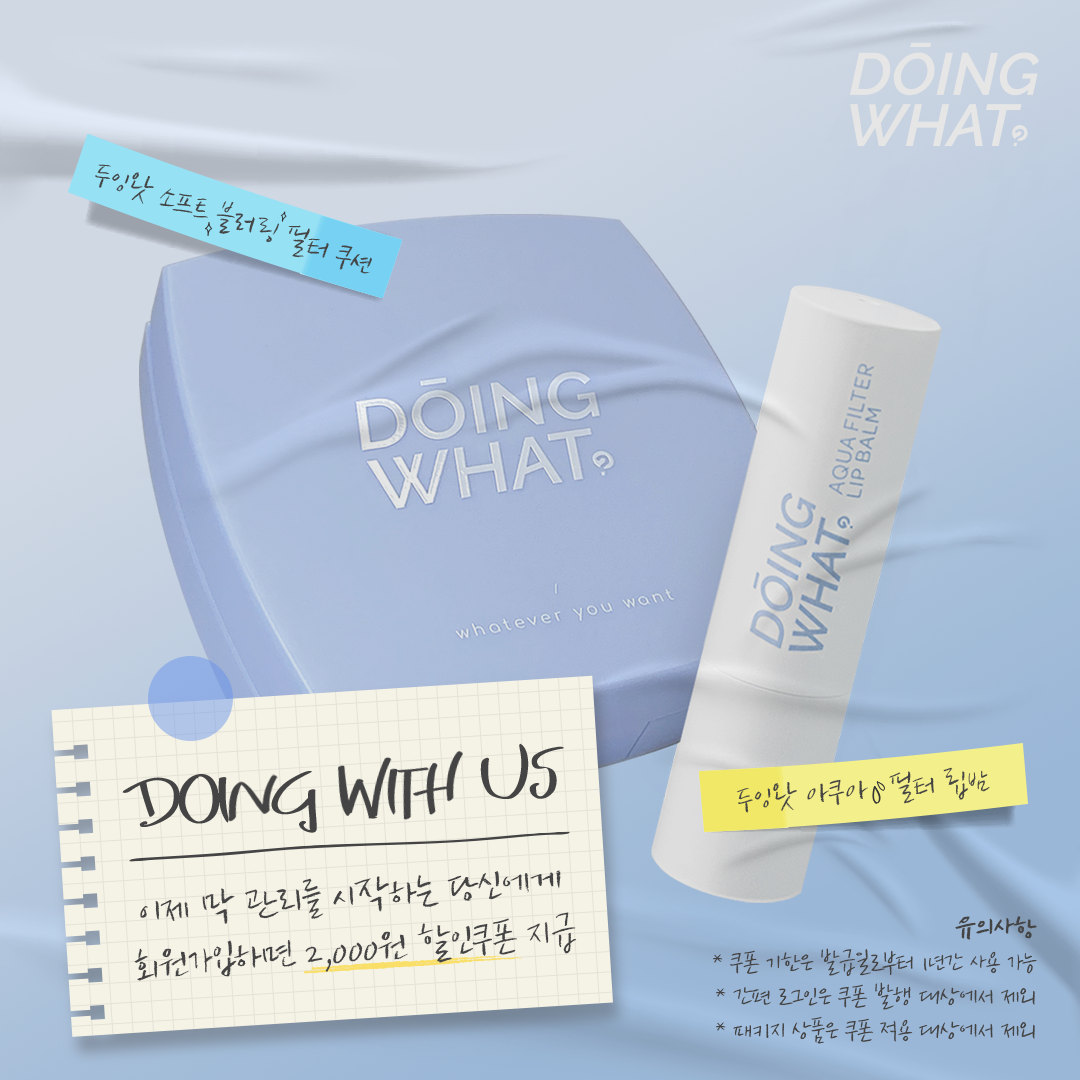 DŌING
WHAT?
두잉왓 소프트 블러링 필터 쿠션
DŌING
WHAT?
whatever you want
AQUA FILTER
LIP BALM
DŌING
WHAT?
두잉왓 아쿠아 필터 립밤
DOING WITH US
이제 막 관리를 시작하는 당신에게
회원가입하면 2,000원 할인쿠폰 지급
유의사항
* 쿠폰 기한은 발급일로부터 1년간 사용 가능
* 간편 로그인은 쿠폰 발행 대상에서 제외
* 패키지 상품은 쿠폰 적용 대상에서 제외